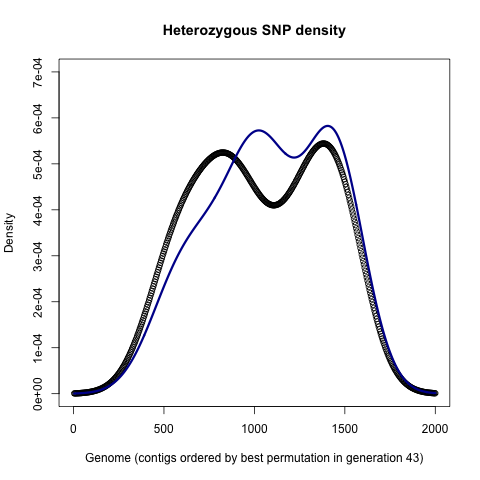 Heterozygous SNP density
Density
7e-04
6e-04
5e-04
4e-04
3e-04
2e-04
1e-04
0e+00
0
500
1000
1500
2000
Genome (contigs ordered by best permutation in generation 43)